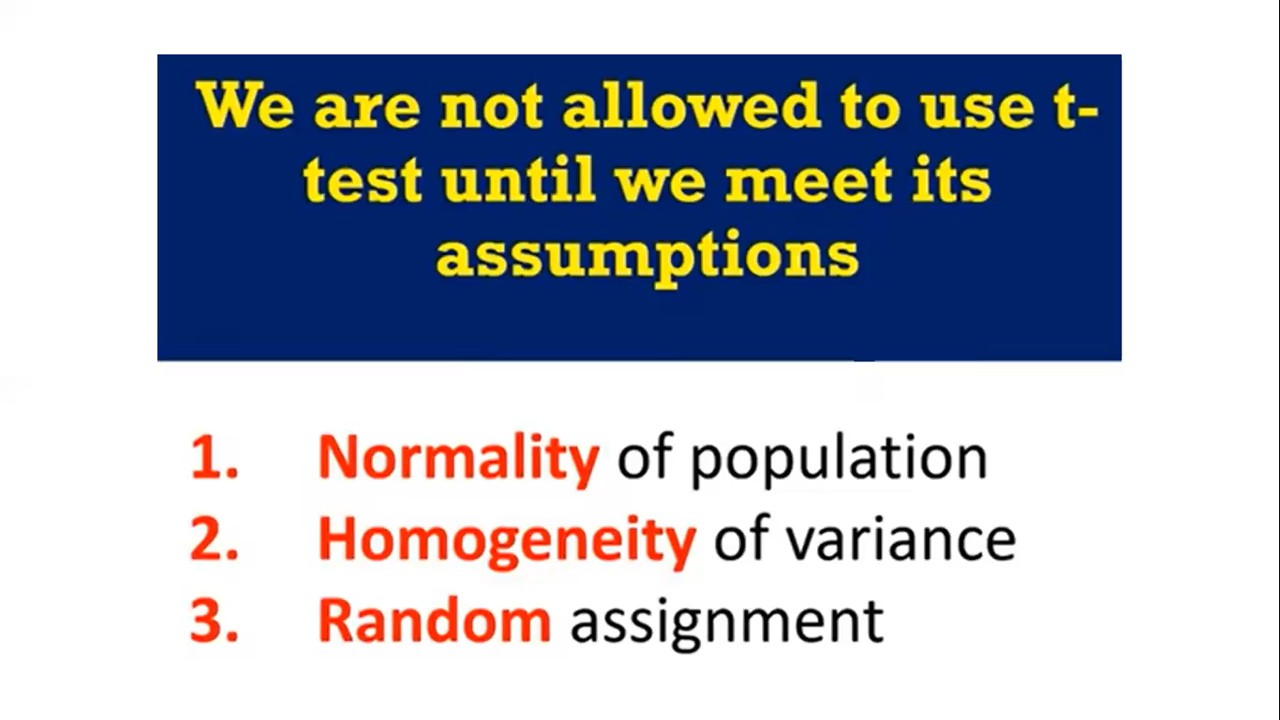 We are not allowed to use t-
test until we meet its
assumptions
1. Normality of population
2. Homogeneity of variance
3. Random assignment